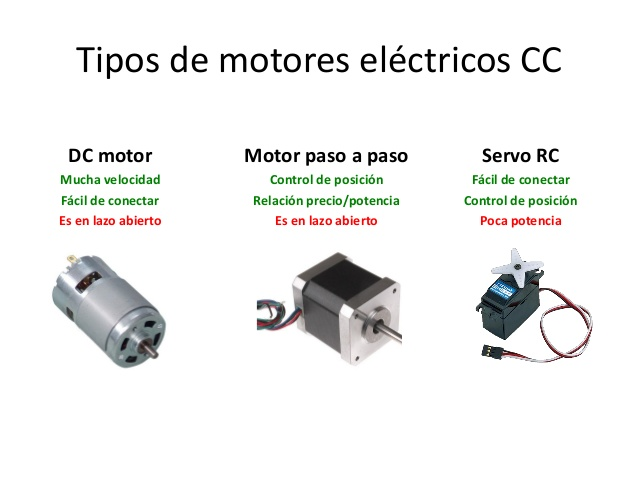 Tipos de motores eléctricos CC
DC motor
Mucha velocidad
Fácil de conectar
Es en lazo abierto
Motor paso a paso
Control de posición
Relación precio/potencia
Es en lazo abierto
Servo RC
Fácil de conectar
Control de posición
Poca potencia